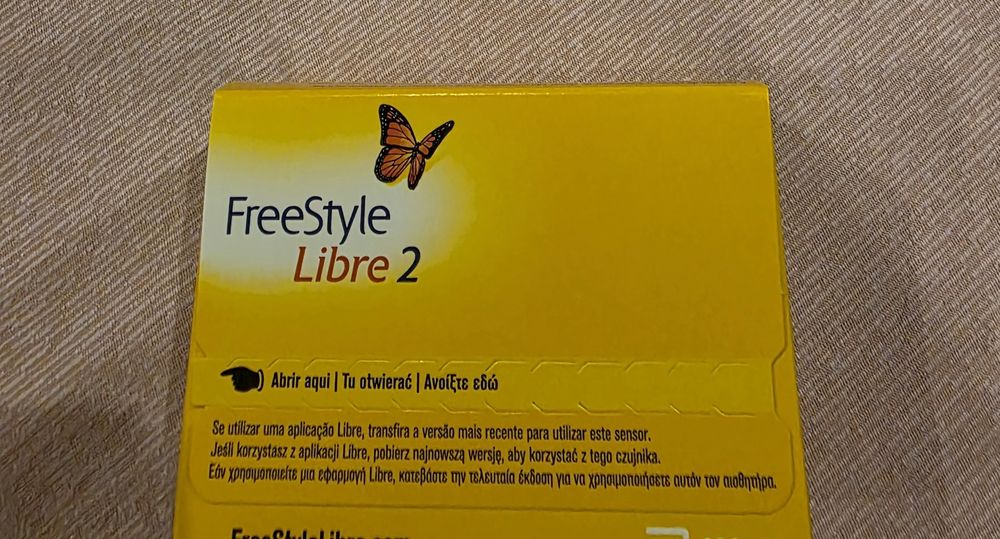 FreeStyle
Libre 2
Abrir aqui | Tu otwierać | Ανοίξτε εδώ
Se utilizar uma aplicação Libre, transfira a versão mais recente para utilizar este sensor.
Jeśli korzystasz z aplikacji Libre, pobierz najnowszą wersję, aby korzystać z tego czujnika.
Εάν χρησιμοποιείτε μια εφαρμογή Libre, κατεβάστε την τελευταία έκδοση για να χρησιμοποιήσετε αυτόν τον αισθητήρα.
FreeStyleLibre.com